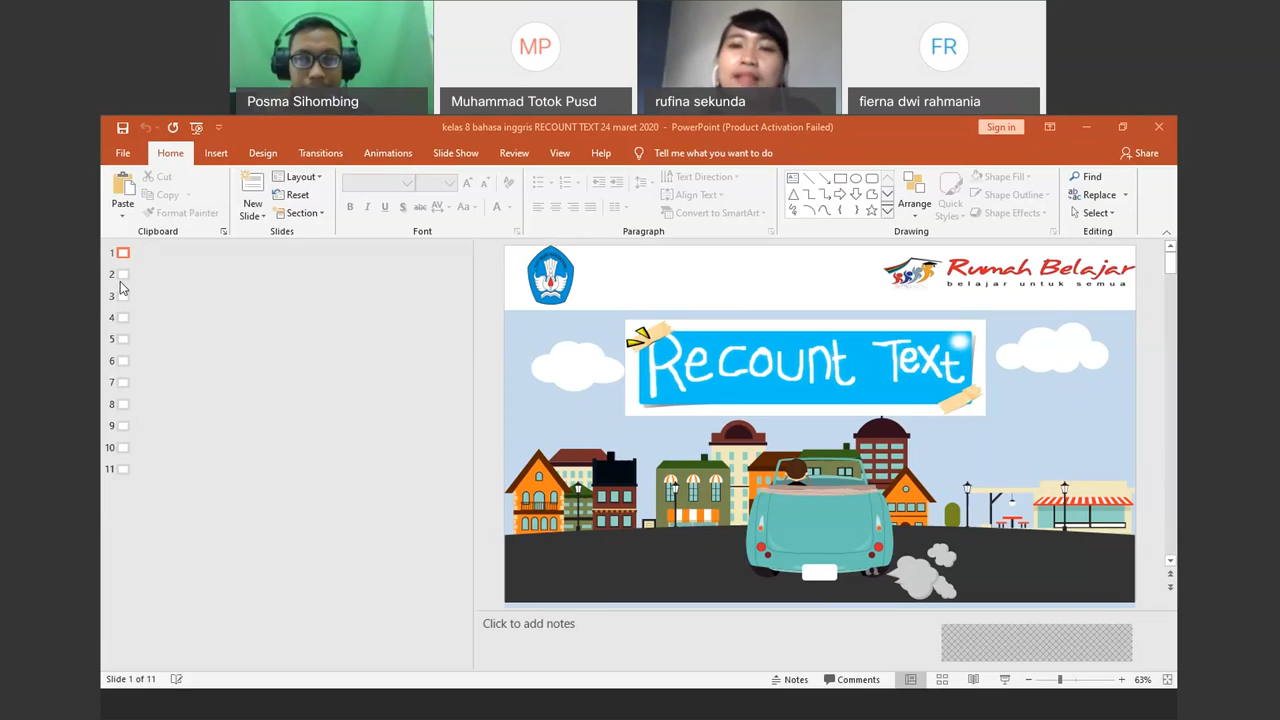 MP
FR
Posma Sihombing
Muhammad Totok Pusd
rufina sekunda
fierna dwi rahmania
kelas 8 bahasa inggris RECOUNT TEXT 24 maret 2020 - PowerPoint (Product Activation Failed)
Sign in
File Home Insert Design Transitions Animations Slide Show Review View Help Tell me what you want to do Share
Paste
Cut
Copy
Format Painter
Clipboard
New Slide
Layout
Reset
Section
Slides
B I U S abc AV Aa A
Font
Text Direction
Align Text
Convert to SmartArt
Paragraph
Arrange
Quick Styles
Shape Fill
Shape Outline
Shape Effects
Drawing
Find
Replace
Select
Editing
1
2
3
4
5
6
7
8
9
10
11
Rumah Belajar
belajar untuk semua
Recount Text
Click to add notes
Slide 1 of 11
Notes
Comments
63%